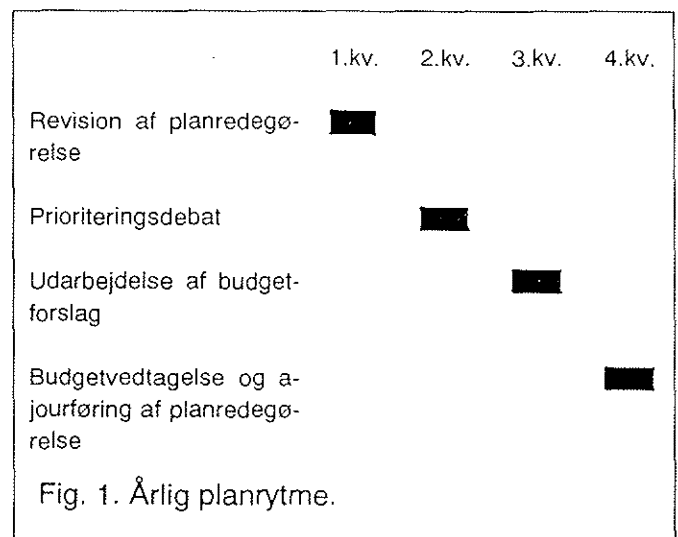 1.kv. 2.kv. 3.kv. 4.kv.
Revision af planredegø-
relse
Prioriteringsdebat
Udarbejdelse af budget-
forslag
Budgetvedtagelse og a-
jourføring af planredegø-
relse
Fig. 1. Årlig planrytme.